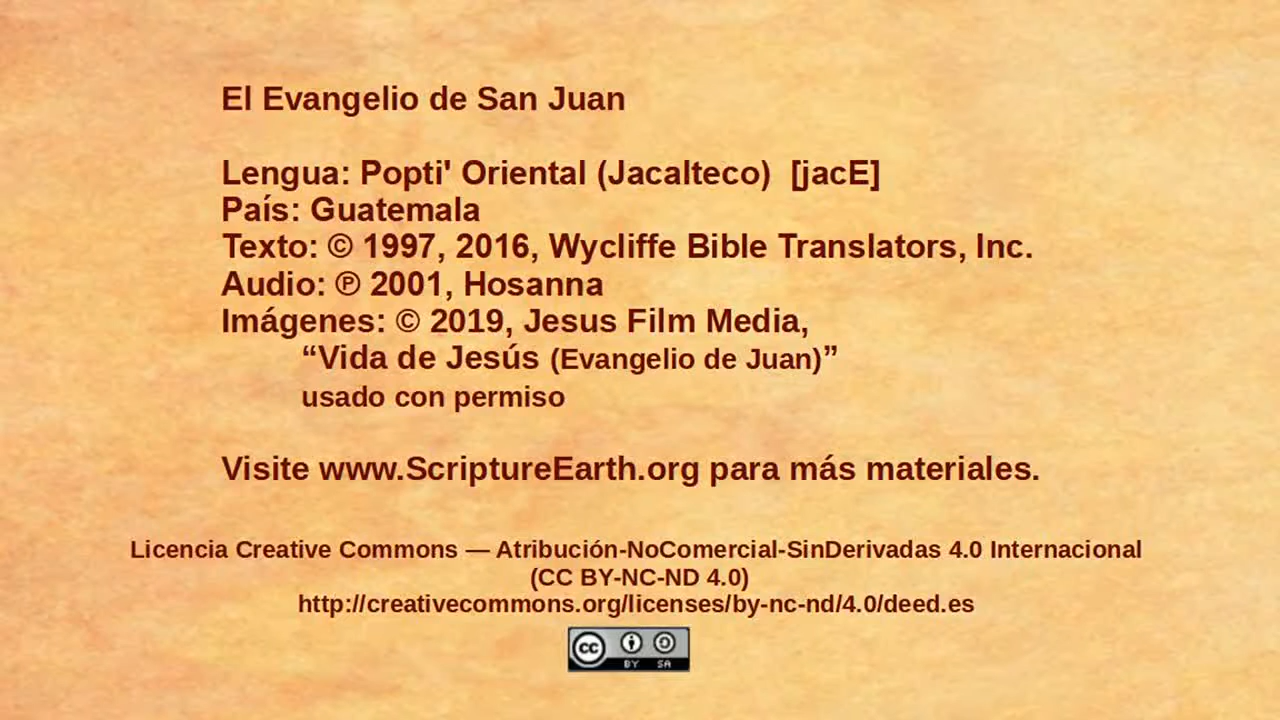 El Evangelio de San Juan
Lengua: Popti' Oriental (Jacalteco) [jacE]
País: Guatemala
Texto: © 1997, 2016, Wycliffe Bible Translators, Inc.
Audio: ℗ 2001, Hosanna
Imágenes: © 2019, Jesus Film Media,
“Vida de Jesús (Evangelio de Juan)”
usado con permiso
Visite www.ScriptureEarth.org para más materiales.
Licencia Creative Commons — Atribución-NoComercial-SinDerivadas 4.0 Internacional
(CC BY-NC-ND 4.0)
http://creativecommons.org/licenses/by-nc-nd/4.0/deed.es
cc BY SA